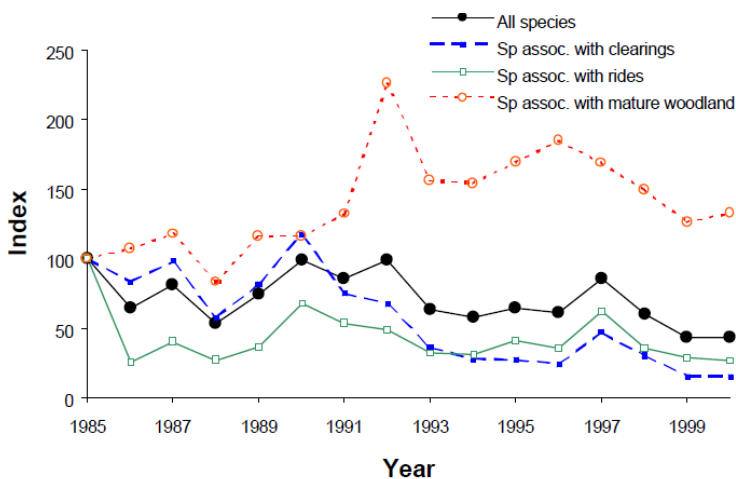 All species
Sp assoc. with clearings
Sp assoc. with rides
Sp assoc. with mature woodland
250
200
150
100
50
0
Index
1985 1987 1989 1991 1993 1995 1997 1999
Year